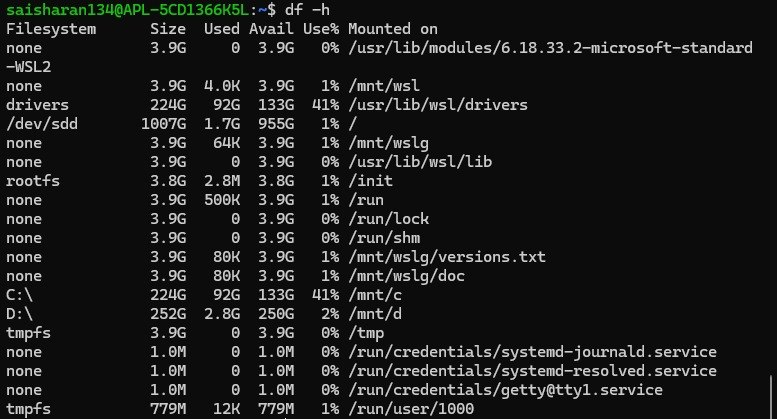 saisharan134@APL-5CD1366K5L:~$ df -h
Filesystem      Size  Used Avail Use% Mounted on
none            3.9G     0  3.9G   0% /usr/lib/modules/6.18.33.2-microsoft-standard
-WSL2
none            3.9G  4.0K  3.9G   1% /mnt/wsl
drivers         224G   92G  133G  41% /usr/lib/wsl/drivers
/dev/sdd       1007G  1.7G  955G   1% /
none            3.9G   64K  3.9G   1% /mnt/wslg
none            3.9G     0  3.9G   0% /usr/lib/wsl/lib
rootfs          3.8G  2.8M  3.8G   1% /init
none            3.9G  500K  3.9G   1% /run
none            3.9G     0  3.9G   0% /run/lock
none            3.9G     0  3.9G   0% /run/shm
none            3.9G   80K  3.9G   1% /mnt/wslg/versions.txt
none            3.9G   80K  3.9G   1% /mnt/wslg/doc
C:\             224G   92G  133G  41% /mnt/c
D:\             252G  2.8G  250G   2% /mnt/d
tmpfs           3.9G     0  3.9G   0% /tmp
none            1.0M     0  1.0M   0% /run/credentials/systemd-journald.service
none            1.0M     0  1.0M   0% /run/credentials/systemd-resolved.service
none            1.0M     0  1.0M   0% /run/credentials/getty@tty1.service
tmpfs           779M   12K  779M   1% /run/user/1000